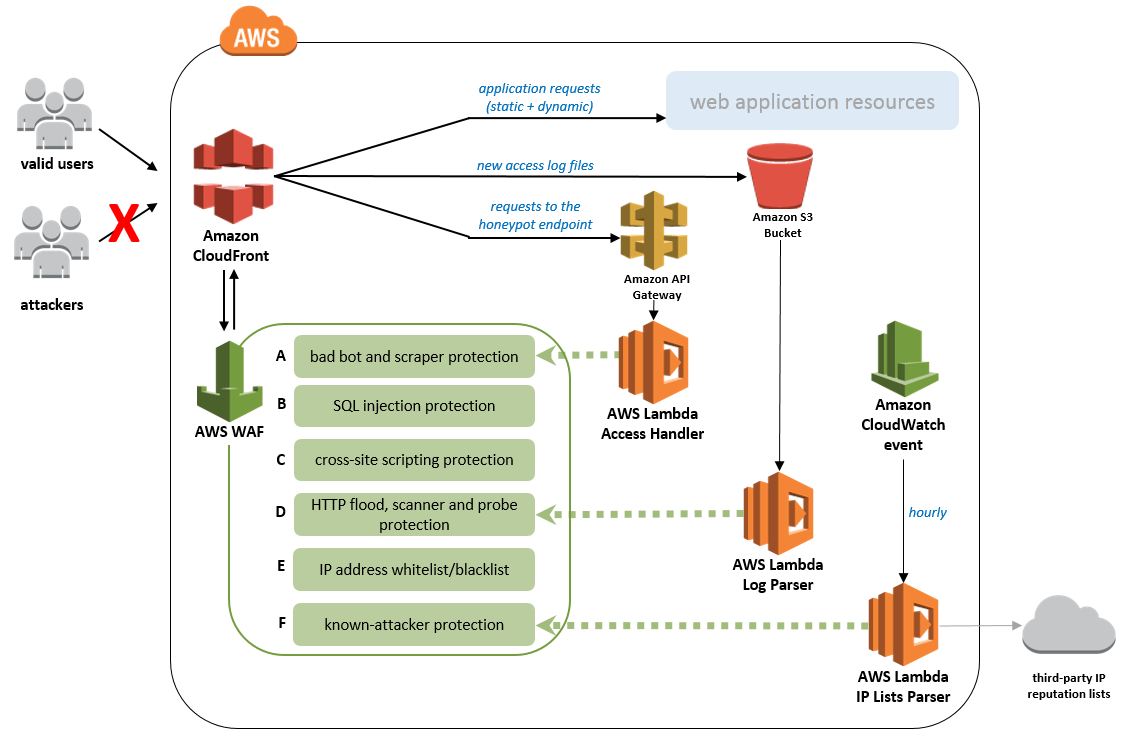 AWS
valid users
attackers
Amazon
CloudFront
application requests
(static + dynamic)
web application resources
new access log files
Amazon S3
Bucket
requests to the
honeypot endpoint
Amazon API
Gateway
AWS WAF
A
bad bot and scraper protection
B
SQL injection protection
C
cross-site scripting protection
D
HTTP flood, scanner and probe
protection
E
IP address whitelist/blacklist
F
known-attacker protection
AWS Lambda
Access Handler
Amazon
CloudWatch
event
hourly
AWS Lambda
Log Parser
AWS Lambda
IP Lists Parser
third-party IP
reputation lists